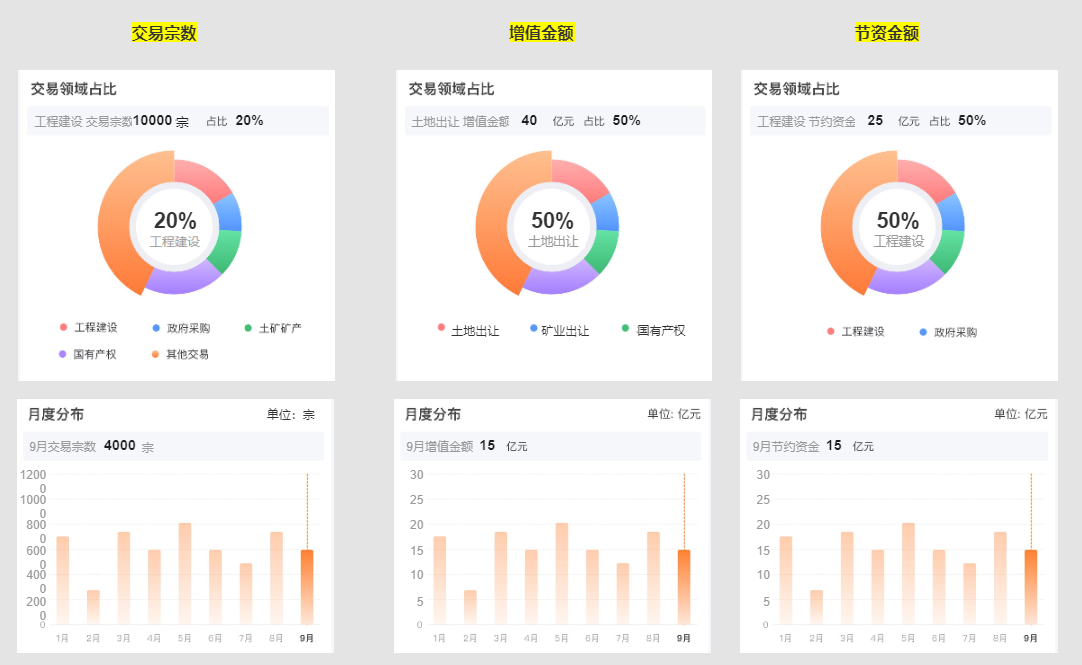 交易宗数
增值金额
节资金额
交易领域占比
工程建设 交易宗数10000 宗 占比 20%
20%
工程建设
工程建设 政府采购 土矿矿产
国有产权 其他交易
交易领域占比
土地出让 增值金额 40 亿元 占比 50%
50%
土地出让
土地出让 矿业出让 国有产权
交易领域占比
工程建设 节约资金 25 亿元 占比 50%
50%
工程建设
工程建设 政府采购
月度分布 单位: 宗
9月交易宗数 4000 宗
1200
0
1000
0
800
0
600
0
400
0
200
0
0
1月 2月 3月 4月 5月 6月 7月 8月 9月
月度分布 单位: 亿元
9月增值金额 15 亿元
30
25
20
15
10
5
0
1月 2月 3月 4月 5月 6月 7月 8月 9月
月度分布 单位: 亿元
9月节约资金 15 亿元
30
25
20
15
10
5
0
1月 2月 3月 4月 5月 6月 7月 8月 9月